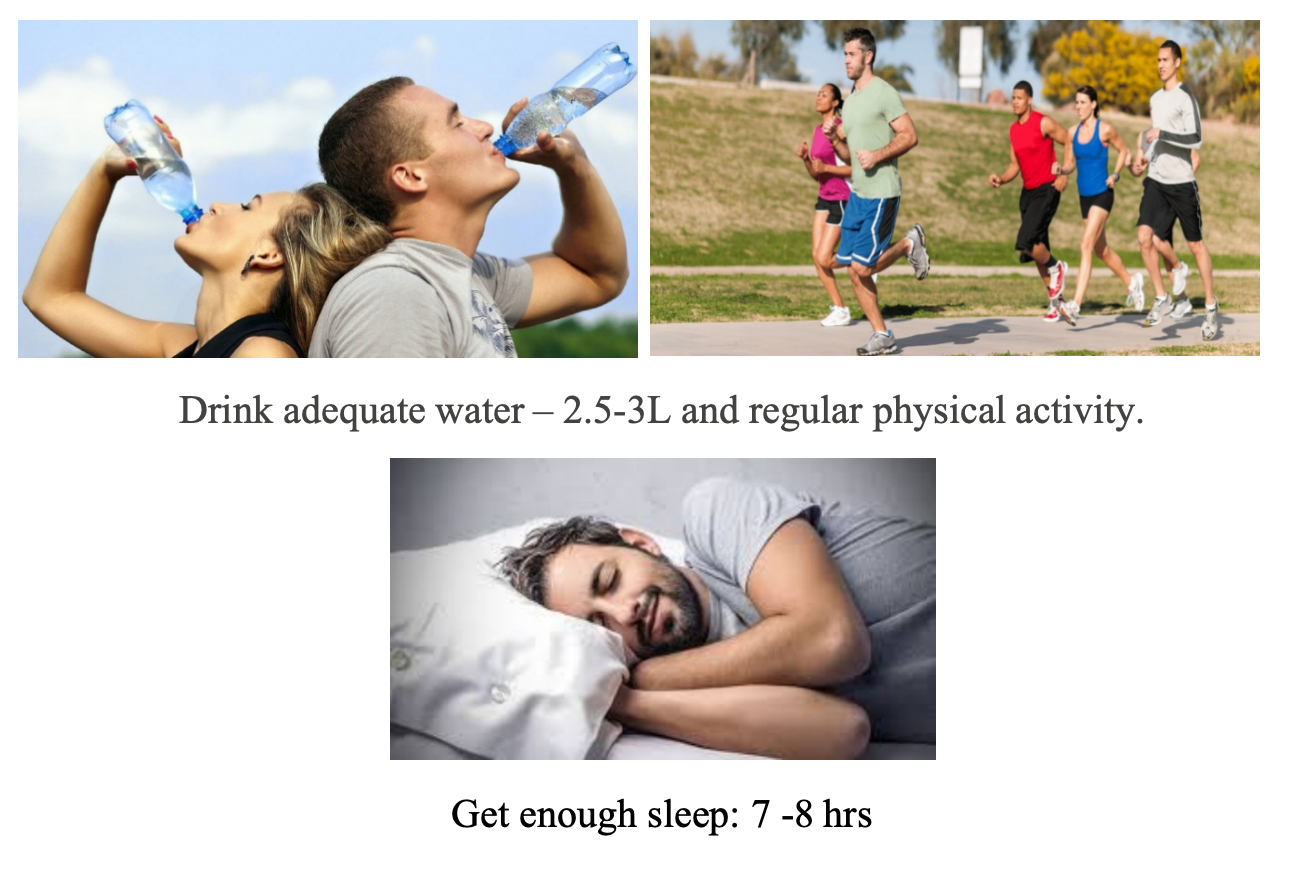 Drink adequate water – 2.5-3L and regular physical activity.
Get enough sleep: 7 -8 hrs